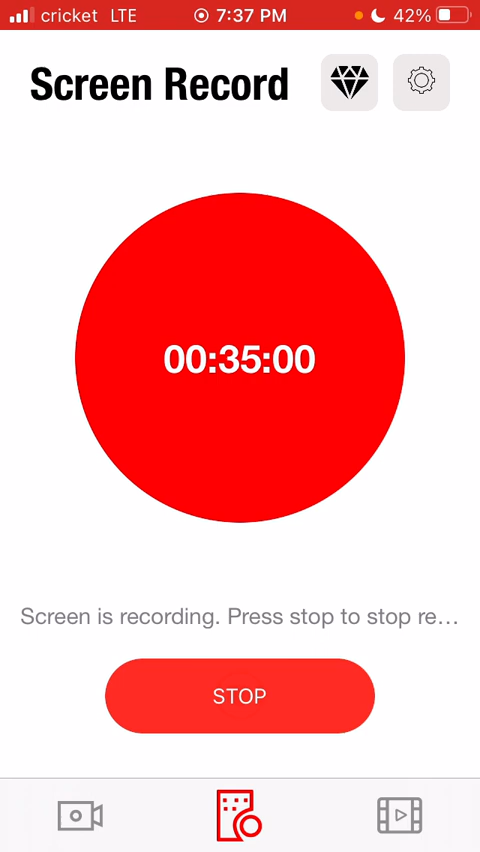 cricket LTE 7:37 PM 42%
Screen Record
00:35:00
Screen is recording. Press stop to stop re…
STOP